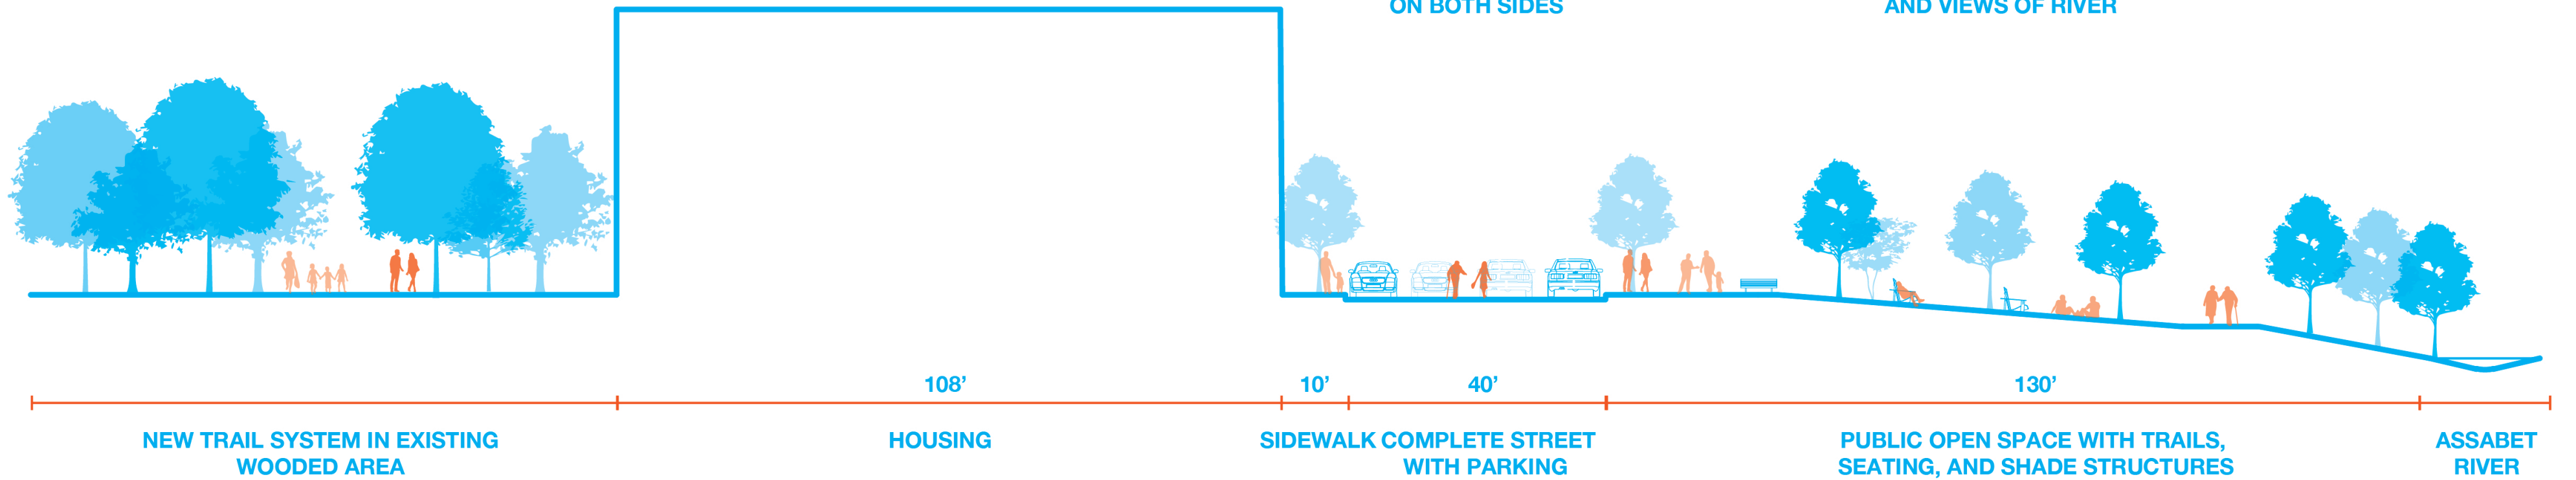 ON BOTH SIDES
AND VIEWS OF RIVER
108’
10’
40’
130’
NEW TRAIL SYSTEM IN EXISTING
WOODED AREA
HOUSING
SIDEWALK
COMPLETE STREET
WITH PARKING
PUBLIC OPEN SPACE WITH TRAILS,
SEATING, AND SHADE STRUCTURES
ASSABET
RIVER